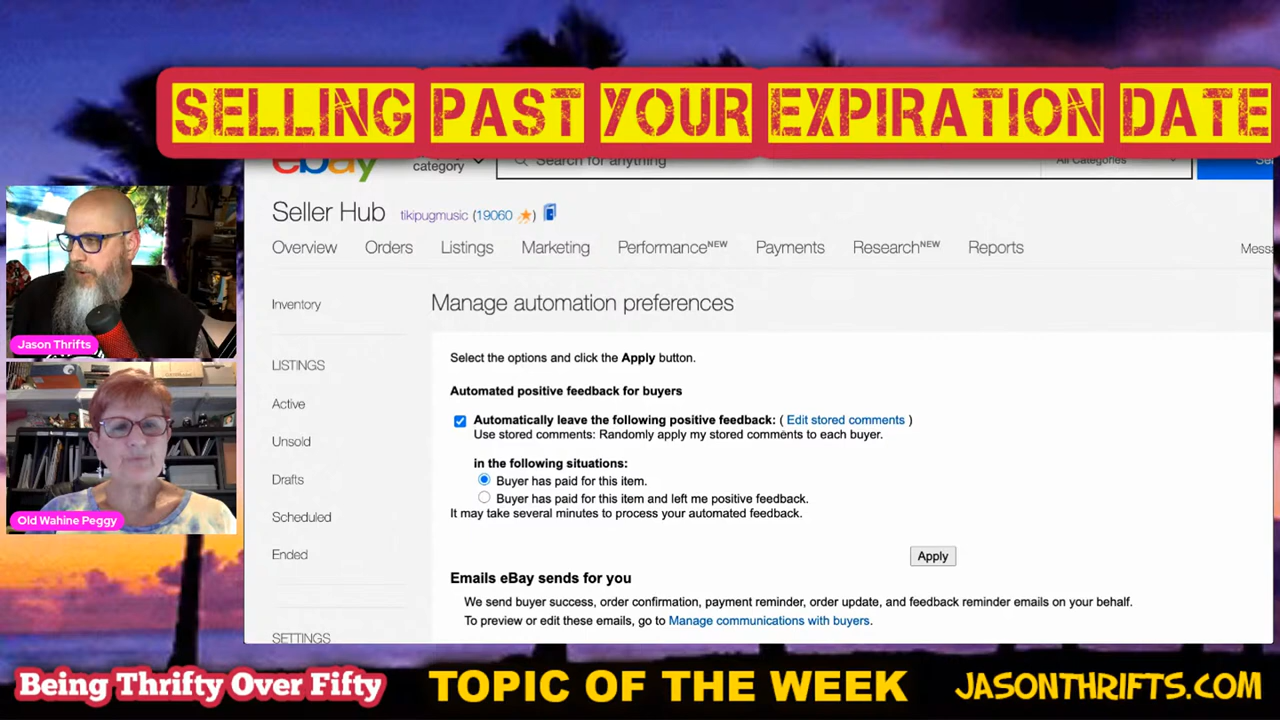 SELLING PAST YOUR EXPIRATION DATE
ebay
category
Search for anything
All Categories
Seller Hub tikipugmusic (19060)
Overview Orders Listings Marketing Performance NEW Payments Research NEW Reports
Inventory
LISTINGS
Active
Unsold
Drafts
Scheduled
Ended
SETTINGS
Manage automation preferences
Select the options and click the Apply button.
Automated positive feedback for buyers
Automatically leave the following positive feedback: ( Edit stored comments )
Use stored comments: Randomly apply my stored comments to each buyer.
in the following situations:
Buyer has paid for this item.
Buyer has paid for this item and left me positive feedback.
It may take several minutes to process your automated feedback.
Apply
Emails eBay sends for you
We send buyer success, order confirmation, payment reminder, order update, and feedback reminder emails on your behalf.
To preview or edit these emails, go to Manage communications with buyers.
Jason Thrifts
Old Wahine Peggy
Being Thrifty Over Fifty
TOPIC OF THE WEEK
JASONTHRIFTS.COM